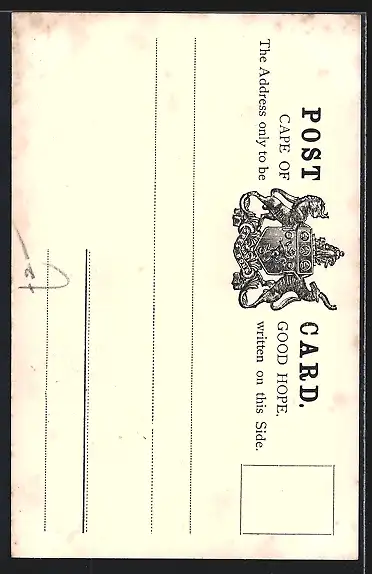 POST CARD.
CAPE OF GOOD HOPE.
The Address only to be written on this Side.